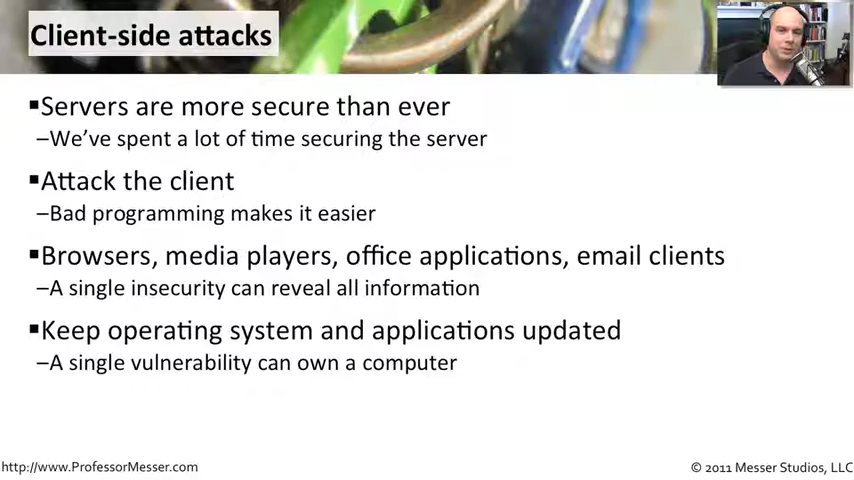 Client-side attacks
▪Servers are more secure than ever
–We've spent a lot of time securing the server
▪Attack the client
–Bad programming makes it easier
▪Browsers, media players, office applications, email clients
–A single insecurity can reveal all information
▪Keep operating system and applications updated
–A single vulnerability can own a computer
http://www.ProfessorMesser.com
© 2011 Messer Studios, LLC